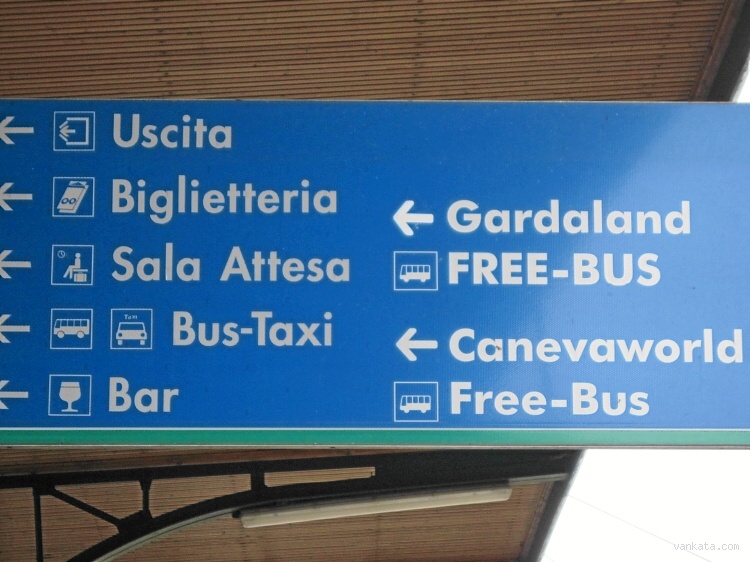 Uscita
Biglietteria
Sala Attesa
Taxi
Bus-Taxi
Bar
Gardaland
FREE-BUS
Canevaworld
Free-Bus
vankata.com